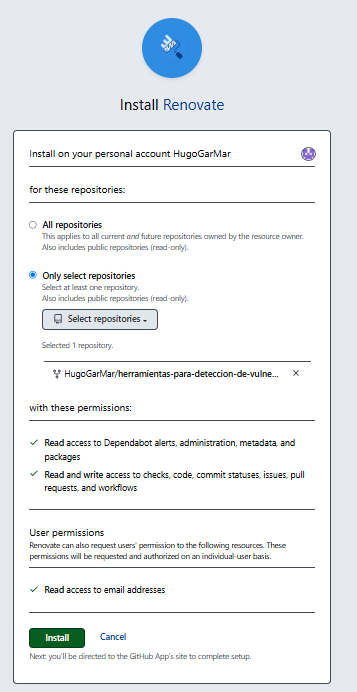 Install Renovate
Install on your personal account HugoGarMar
for these repositories:
All repositories
This applies to all current and future repositories owned by the resource owner.
Also includes public repositories (read-only).
Only select repositories
Select at least one repository.
Also includes public repositories (read-only).
Select repositories
Selected 1 repository.
HugoGarMar/herramientas-para-deteccion-de-vulne...
with these permissions:
Read access to Dependabot alerts, administration, metadata, and
packages
Read and write access to checks, code, commit statuses, issues, pull
requests, and workflows
User permissions
Renovate can also request users' permission to the following resources. These
permissions will be requested and authorized on an individual-user basis.
Read access to email addresses
Install Cancel
Next: you'll be directed to the GitHub App's site to complete setup.